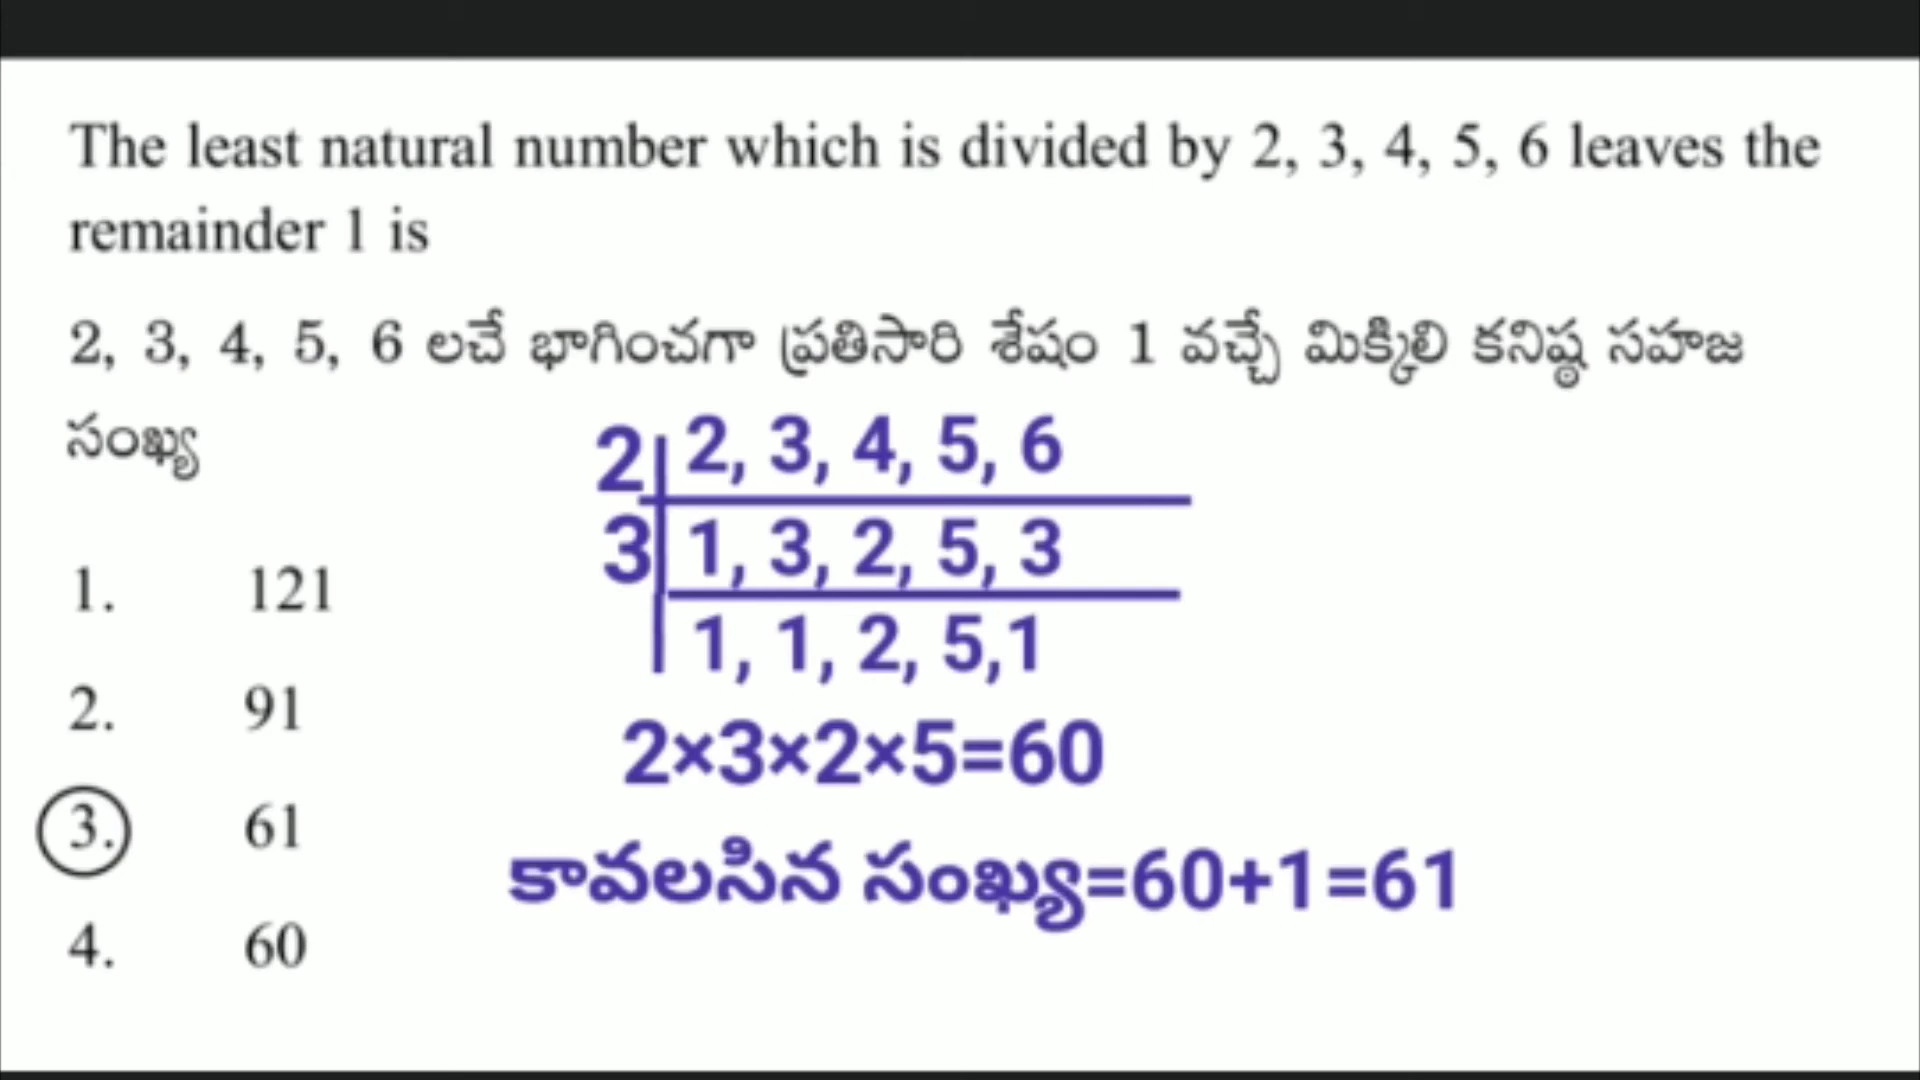 The least natural number which is divided by 2, 3, 4, 5, 6 leaves the
remainder 1 is
2, 3, 4, 5, 6 లచే భాగించగా ప్రతిసారి శేషం 1 వచ్చే మిక్కిలి కనిష్ఠ సహజ
సంఖ్య
2 2, 3, 4, 5, 6
3 1, 3, 2, 5, 3
1, 1, 2, 5,1
2×3×2×5=60
కావలసిన సంఖ్య=60+1=61
1. 121
2. 91
3. 61
4. 60